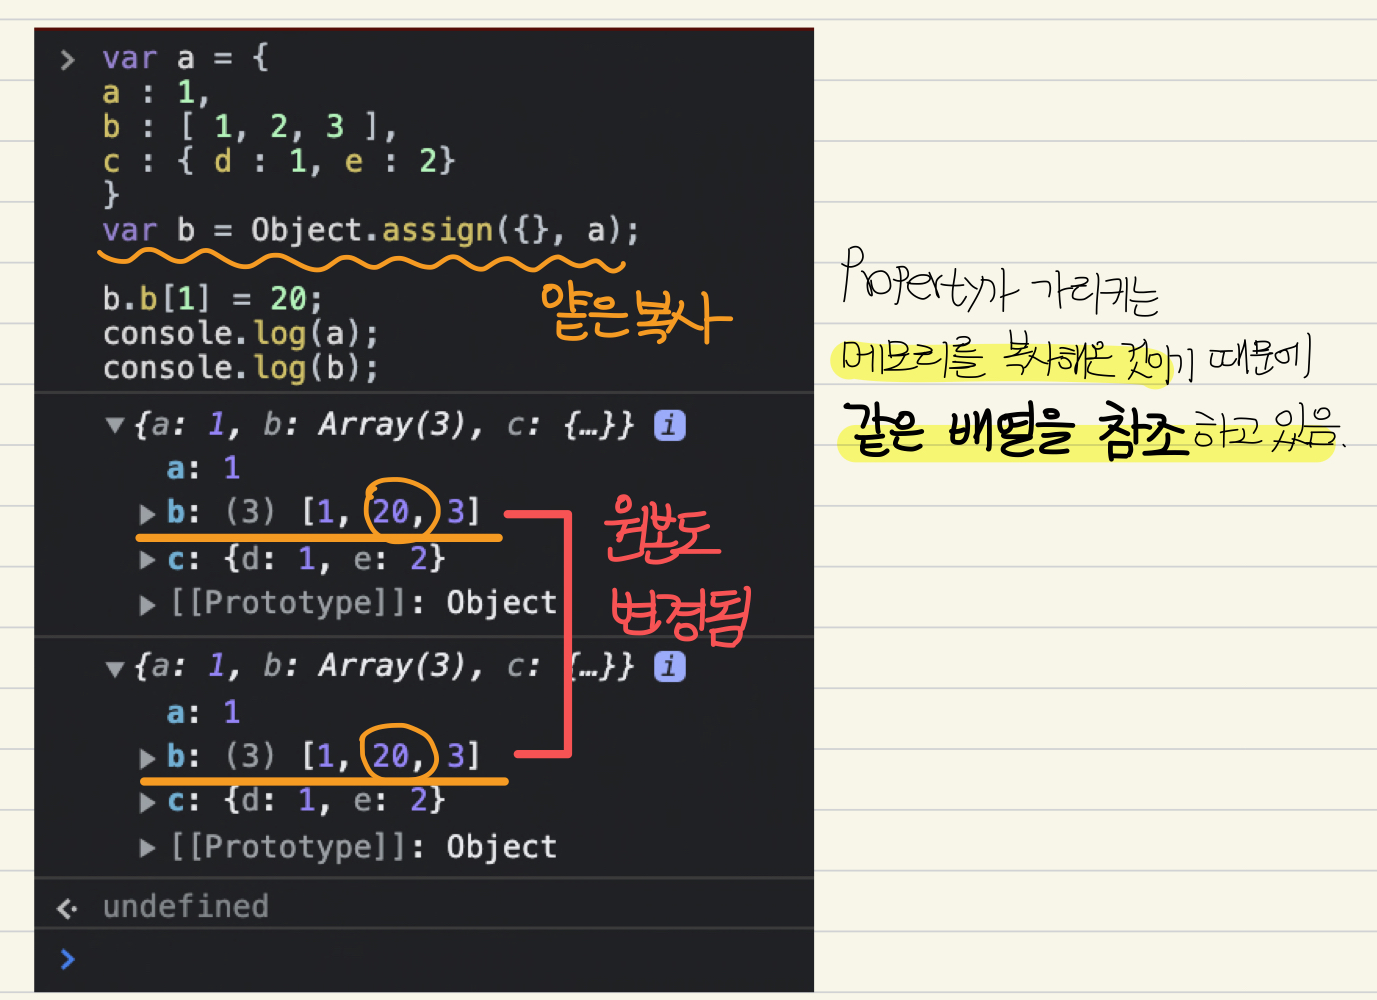 > var a = {
a : 1,
b : [ 1, 2, 3 ],
c : { d : 1, e : 2}
}
var b = Object.assign({}, a);
얕은 복사
b.b[1] = 20;
console.log(a);
console.log(b);
Property가 가리키는
메모리를 복사해온 것이기 때문에
같은 배열을 참조하고 있음.
▼{a: 1, b: Array(3), c: {…}} i
a: 1
▶b: (3) [1, 20, 3]
▶c: {d: 1, e: 2}
▶[[Prototype]]: Object
원본도
변경됨
▼{a: 1, b: Array(3), c: {…}} i
a: 1
▶b: (3) [1, 20, 3]
▶c: {d: 1, e: 2}
▶[[Prototype]]: Object
undefined
>